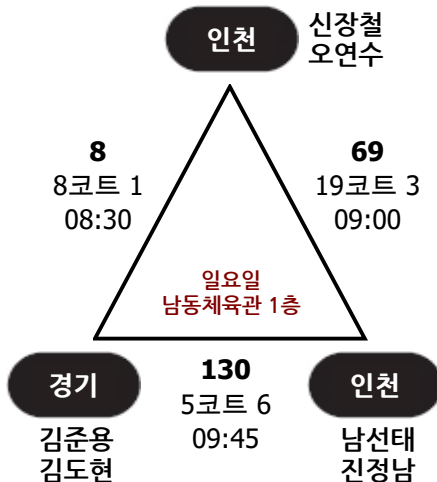 인천
신장철
오연수
8
8코트 1
08:30
69
19코트 3
09:00
일요일
남동체육관 1층
경기
김준용
김도현
130
5코트 6
09:45
인천
남선태
진정남